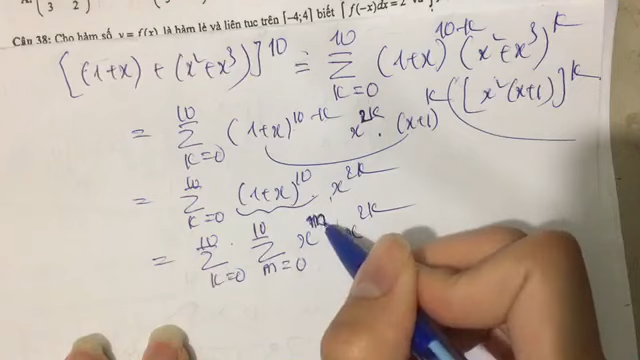 ( 3 2 )
Câu 38: Cho hàm số y = f(x) là hàm lẻ và liên tục trên [-4;4] biết ∫ f(-x)dx = 2
[(1+x) + (x²+x³)]^10 = Σ_{k=0}^{10} (1+x)^{10-k} (x²+x³)^k
= Σ_{k=0}^{10} (1+x)^{10-k} x^{2k} . (x+1)^k ([x²(x+1)]^k
= Σ_{k=0}^{10} (1+x)^{10} . x^{2k}
= Σ_{k=0}^{10} . Σ_{m=0}^{10} x^m x^{2k}